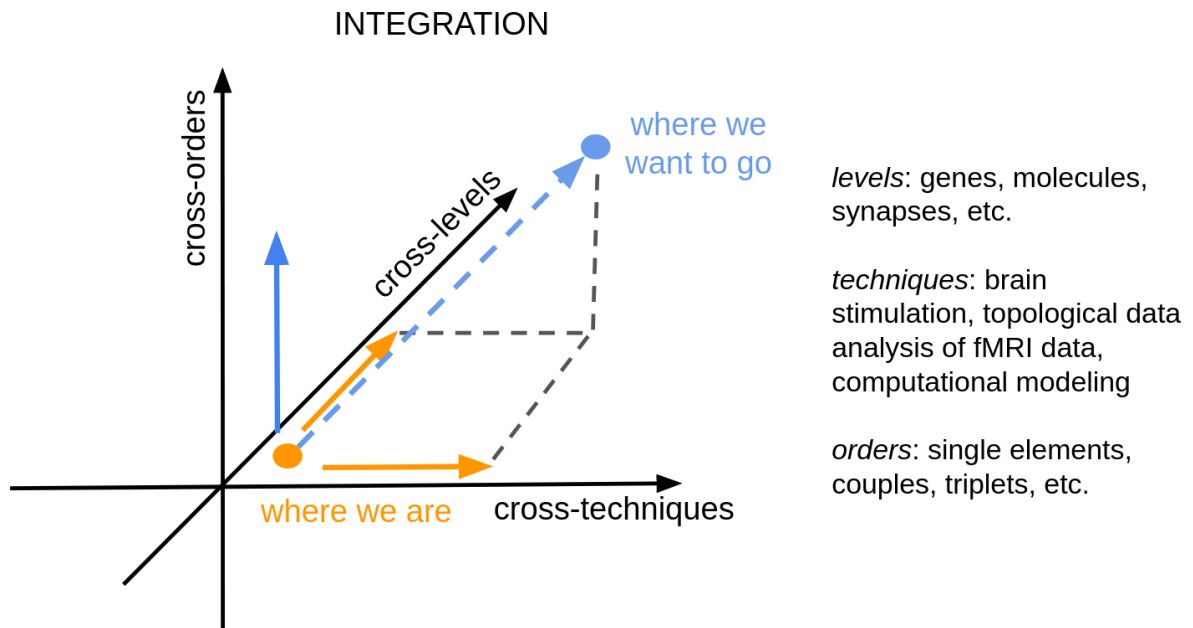 INTEGRATION
cross-orders
cross-levels
where we
want to go
where we are
cross-techniques
levels: genes, molecules,
synapses, etc.
techniques: brain
stimulation, topological data
analysis of fMRI data,
computational modeling
orders: single elements,
couples, triplets, etc.